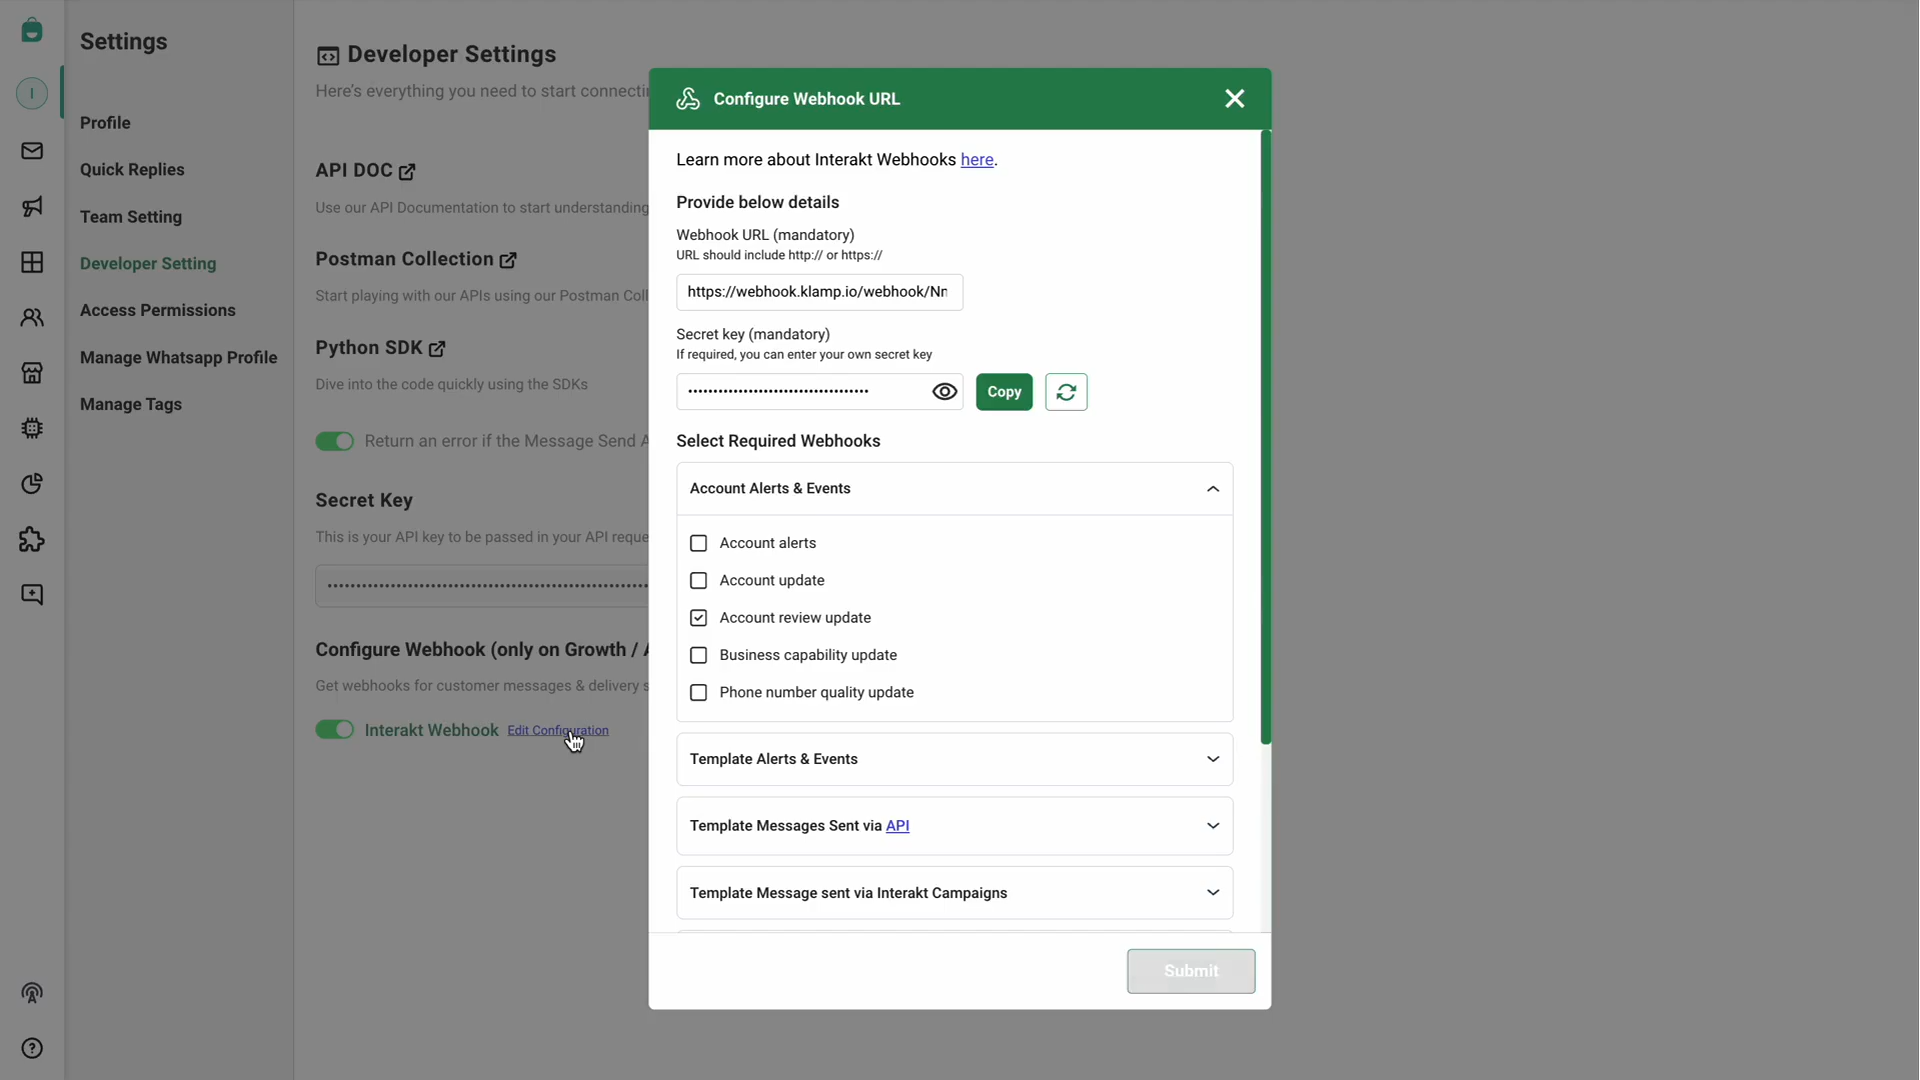 Settings
I
Profile
Quick Replies
Team Setting
Developer Setting
Access Permissions
Manage Whatsapp Profile
Manage Tags
Developer Settings
Here's everything you need to start connecti
API DOC
Use our API Documentation to start understanding
Postman Collection
Start playing with our APIs using our Postman Coll
Python SDK
Dive into the code quickly using the SDKs
Return an error if the Message Send A
Secret Key
This is your API key to be passed in your API reque
Configure Webhook (only on Growth / A
Get webhooks for customer messages & delivery s
Interakt Webhook Edit Configuration
Configure Webhook URL
Learn more about Interakt Webhooks here.
Provide below details
Webhook URL (mandatory)
URL should include http:// or https://
https://webhook.klamp.io/webhook/Nn
Secret key (mandatory)
If required, you can enter your own secret key
Copy
Select Required Webhooks
Account Alerts & Events
Account alerts
Account update
Account review update
Business capability update
Phone number quality update
Template Alerts & Events
Template Messages Sent via API
Template Message sent via Interakt Campaigns
Submit